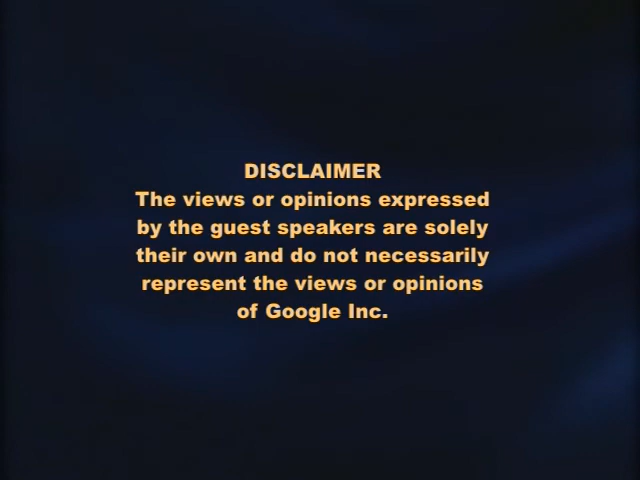 DISCLAIMER
The views or opinions expressed
by the guest speakers are solely
their own and do not necessarily
represent the views or opinions
of Google Inc.